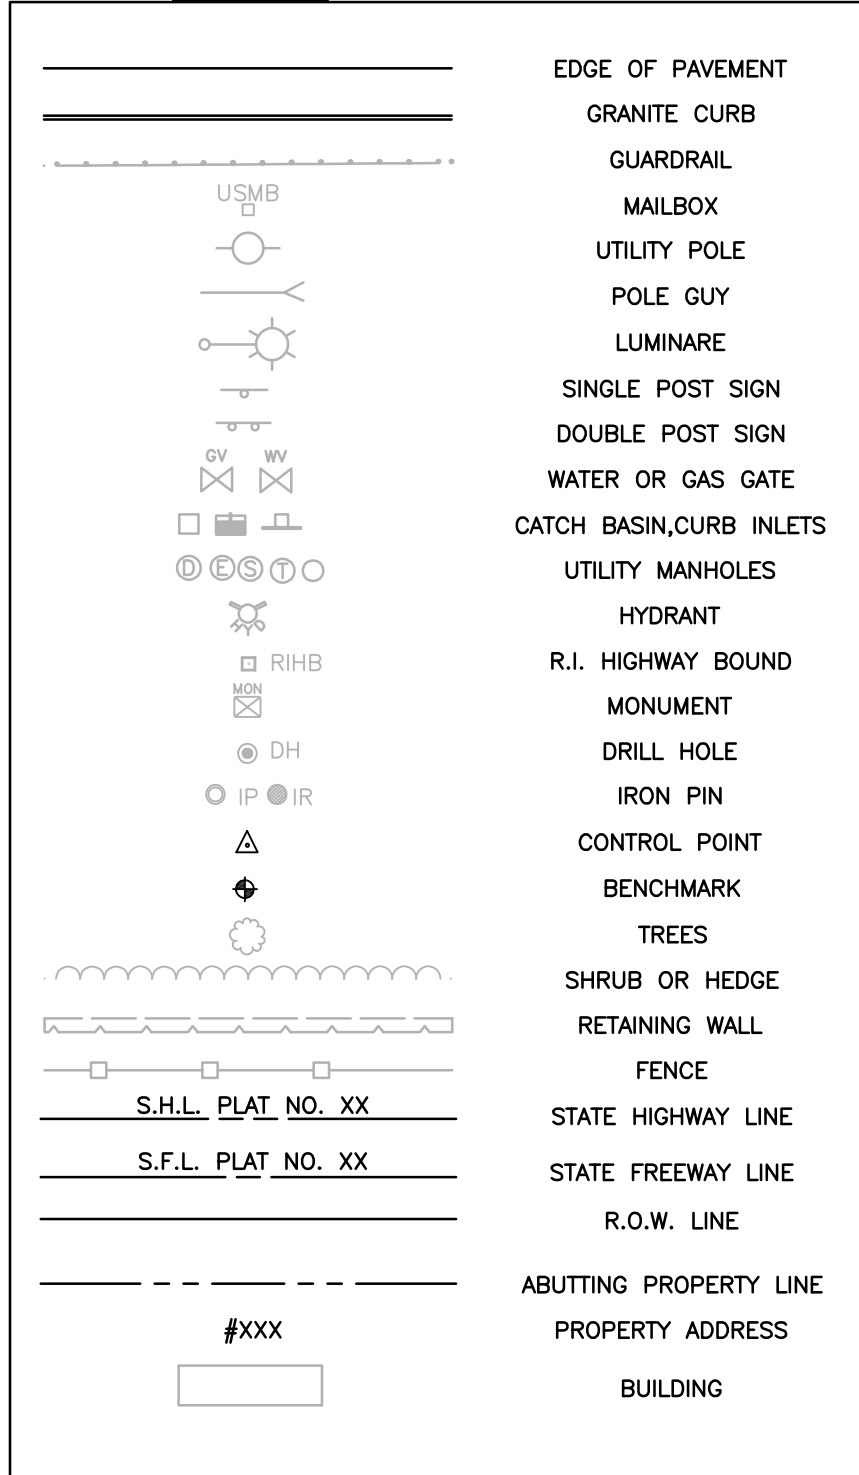 EDGE OF PAVEMENT
GRANITE CURB
GUARDRAIL
USMB MAILBOX
UTILITY POLE
POLE GUY
LUMINARE
SINGLE POST SIGN
DOUBLE POST SIGN
GV WV WATER OR GAS GATE
CATCH BASIN,CURB INLETS
D E S T UTILITY MANHOLES
HYDRANT
RIHB R.I. HIGHWAY BOUND
MON MONUMENT
DH DRILL HOLE
IP IR IRON PIN
CONTROL POINT
BENCHMARK
TREES
SHRUB OR HEDGE
RETAINING WALL
FENCE
S.H.L. PLAT NO. XX STATE HIGHWAY LINE
S.F.L. PLAT NO. XX STATE FREEWAY LINE
R.O.W. LINE
ABUTTING PROPERTY LINE
#XXX PROPERTY ADDRESS
BUILDING